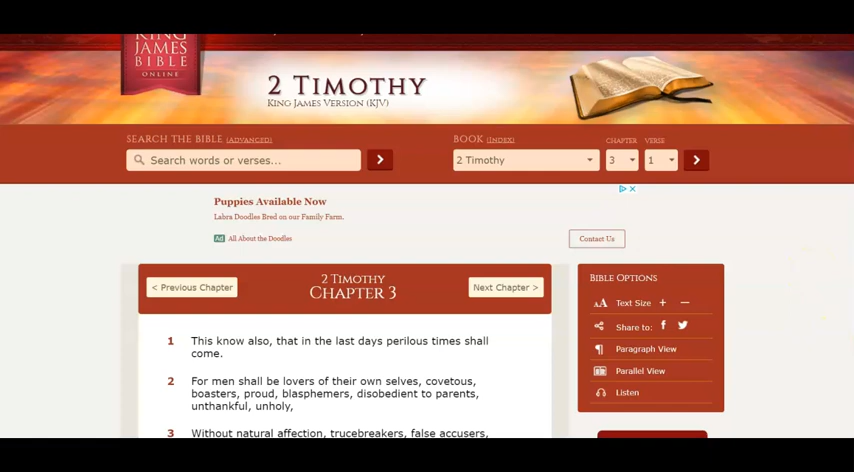 KING
JAMES
BIBLE
ONLINE
2 TIMOTHY
KING JAMES VERSION (KJV)
SEARCH THE BIBLE (ADVANCED)
BOOK (INDEX)
CHAPTER
VERSE
Search words or verses...
2 Timothy
3
1
Puppies Available Now
Labra Doodles Bred on our Family Farm.
Ad All About the Doodles
Contact Us
< Previous Chapter
2 TIMOTHY
CHAPTER 3
Next Chapter >
1 This know also, that in the last days perilous times shall
come.
2 For men shall be lovers of their own selves, covetous,
boasters, proud, blasphemers, disobedient to parents,
unthankful, unholy,
3 Without natural affection, trucebreakers, false accusers,
BIBLE OPTIONS
AA Text Size + —
Share to: f
Paragraph View
Parallel View
Listen